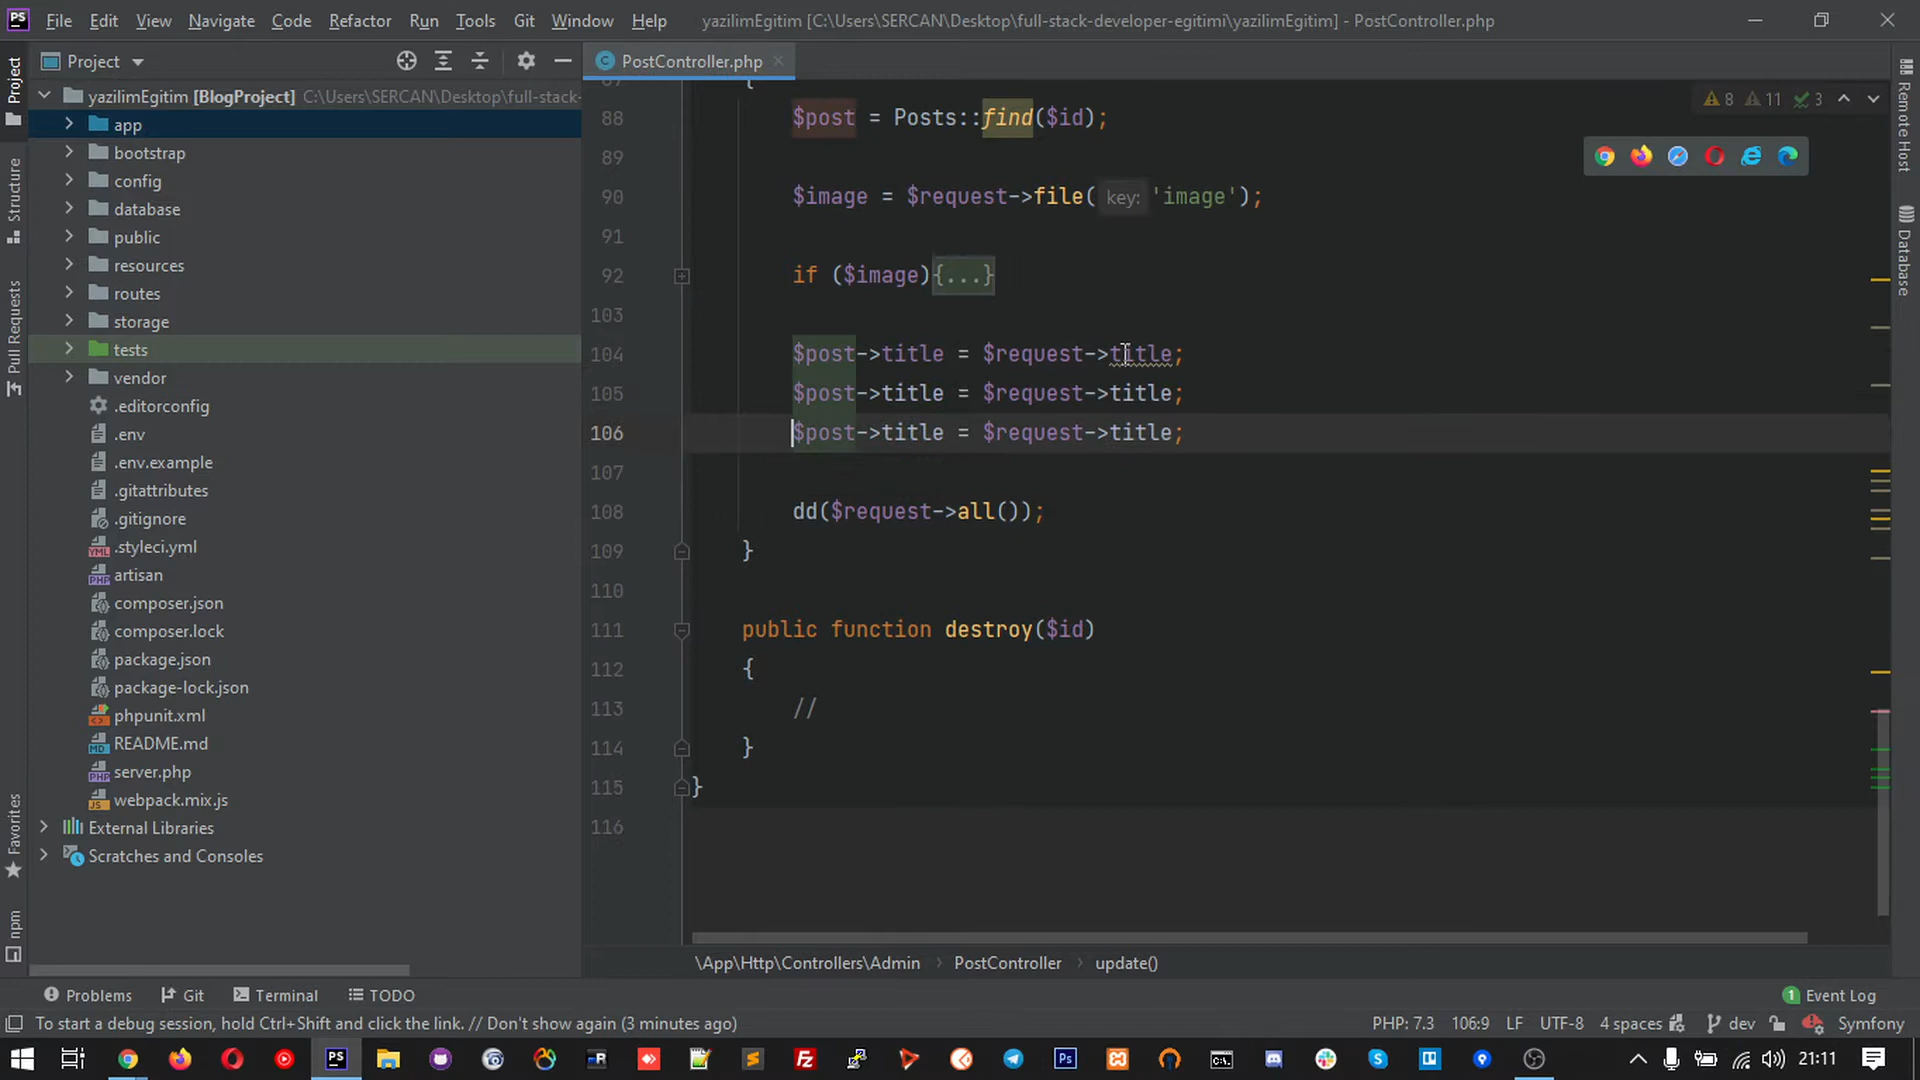 PS File Edit View Navigate Code Refactor Run Tools Git Window Help yazilimEgitim [C:\Users\SERCAN\Desktop\full-stack-developer-egitimi\yazilimEgitim] - PostController.php
Project
PostController.php
yazilimEgitim [BlogProject] C:\Users\SERCAN\Desktop\full-stack-
app
bootstrap
config
database
public
resources
routes
storage
tests
vendor
.editorconfig
.env
.env.example
.gitattributes
.gitignore
.styleci.yml
artisan
composer.json
composer.lock
package.json
package-lock.json
phpunit.xml
README.md
server.php
webpack.mix.js
External Libraries
Scratches and Consoles
Project
Structure
Pull Requests
Favorites
npm
8 11 3
88 $post = Posts::find($id);
89
90 $image = $request->file( key: 'image');
91
92 if ($image){...}
103
104 $post->title = $request->title;
105 $post->title = $request->title;
106 $post->title = $request->title;
107
108 dd($request->all());
109 }
110
111 public function destroy($id)
112 {
113 //
114 }
115 }
116
Remote Host
Database
\App\Http\Controllers\Admin › PostController › update()
Problems Git Terminal TODO
1 Event Log
To start a debug session, hold Ctrl+Shift and click the link. // Don't show again (3 minutes ago)
PHP: 7.3 106:9 LF UTF-8 4 spaces dev Symfony
21:11